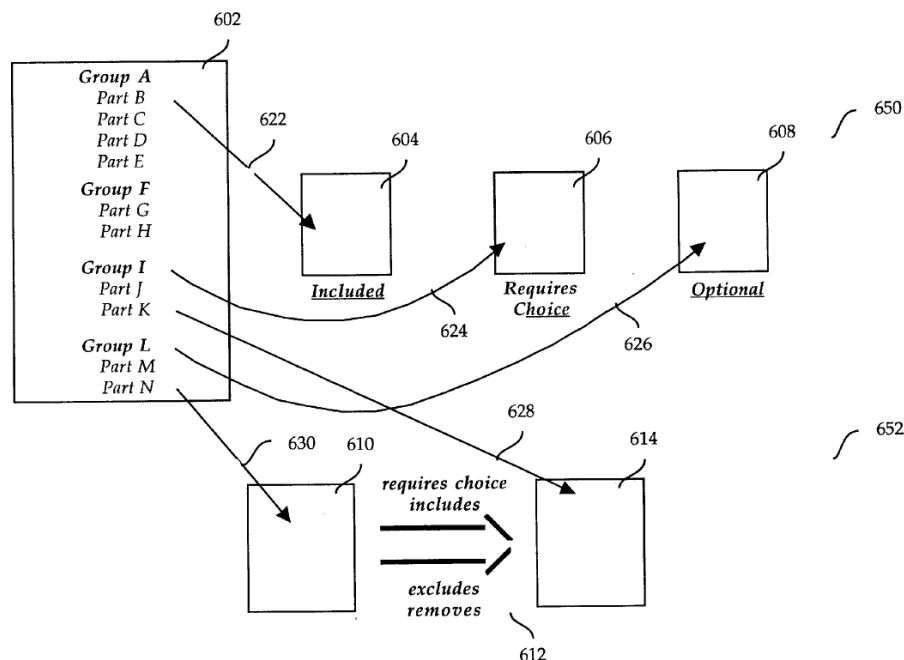 602
Group A
Part B
Part C
Part D
Part E
Group F
Part G
Part H
Group I
Part J
Part K
Group L
Part M
Part N
622
604
606
608
650
Included
Requires
Choice
Optional
624
626
628
630
610
614
652
requires choice
includes
excludes
removes
612